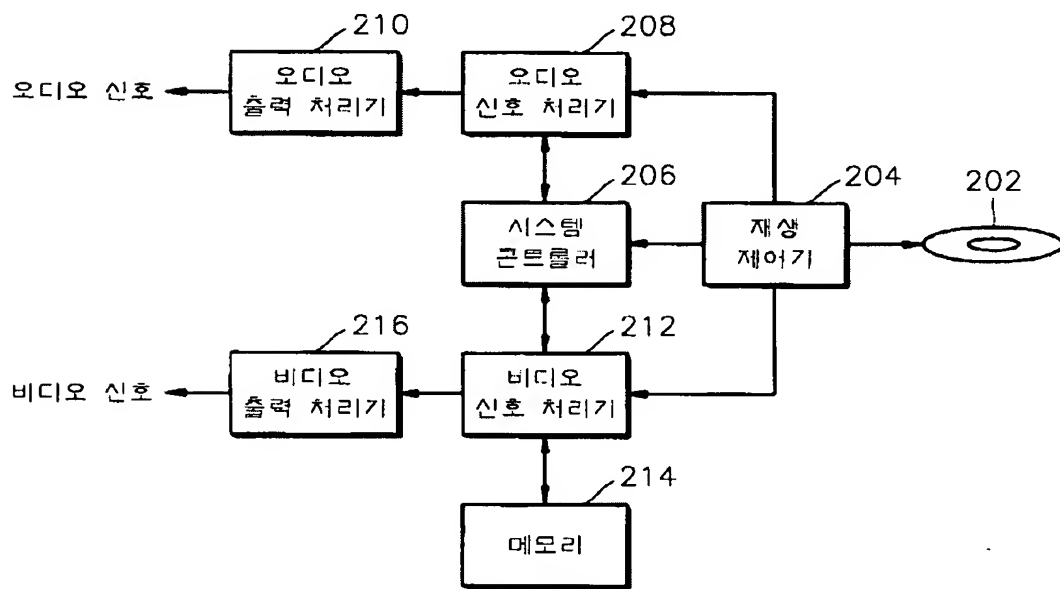 210
208
오디오 신호
오디오
출력 처리기
오디오
신호 처리기
206
204
202
시스템
콘트롤러
재생
제어기
216
212
비디오 신호
비디오
출력 처리기
비디오
신호 처리기
214
메모리